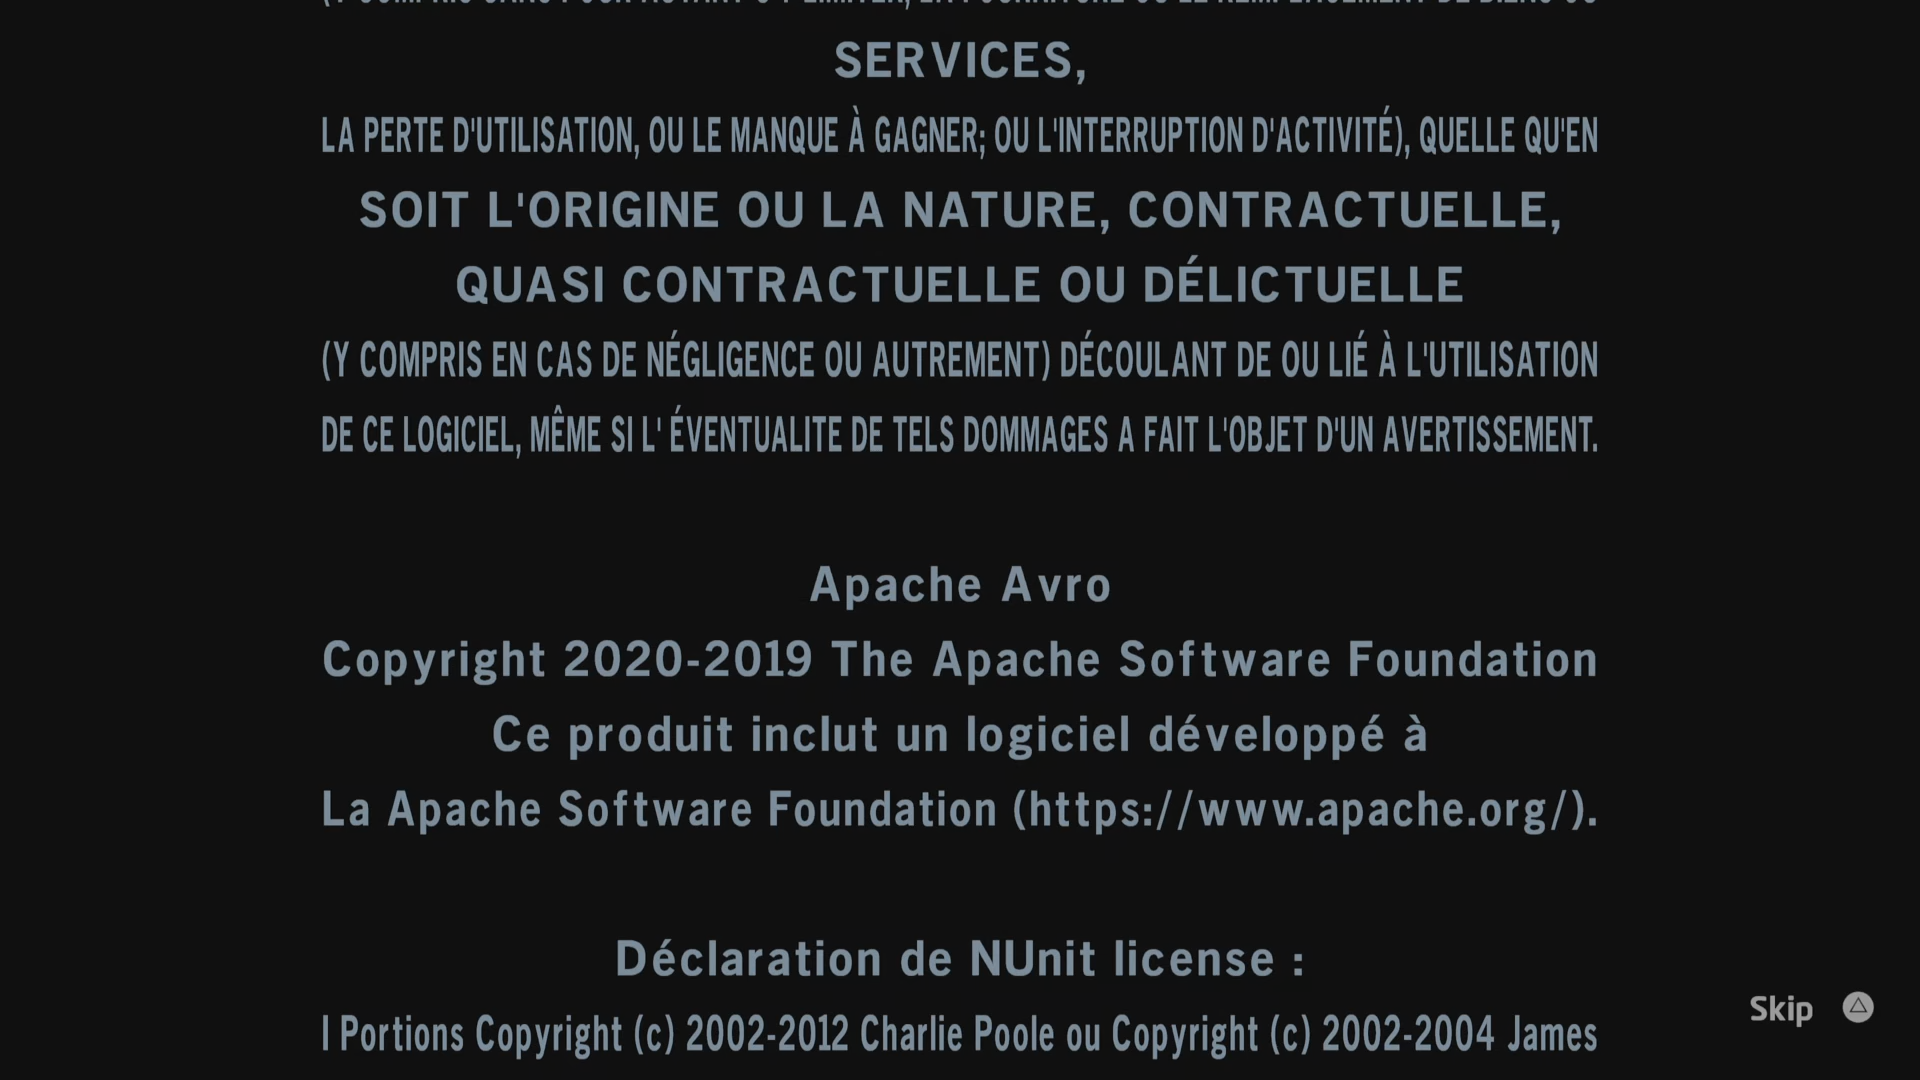 SERVICES,
LA PERTE D'UTILISATION, OU LE MANQUE À GAGNER; OU L'INTERRUPTION D'ACTIVITÉ), QUELLE QU'EN
SOIT L'ORIGINE OU LA NATURE, CONTRACTUELLE,
QUASI CONTRACTUELLE OU DÉLICTUELLE
(Y COMPRIS EN CAS DE NÉGLIGENCE OU AUTREMENT) DÉCOULANT DE OU LIÉ À L'UTILISATION
DE CE LOGICIEL, MÊME SI L' ÉVENTUALITE DE TELS DOMMAGES A FAIT L'OBJET D'UN AVERTISSEMENT.
Apache Avro
Copyright 2020-2019 The Apache Software Foundation
Ce produit inclut un logiciel développé à
La Apache Software Foundation (https://www.apache.org/).
Déclaration de NUnit license :
l Portions Copyright (c) 2002-2012 Charlie Poole ou Copyright (c) 2002-2004 James
Skip